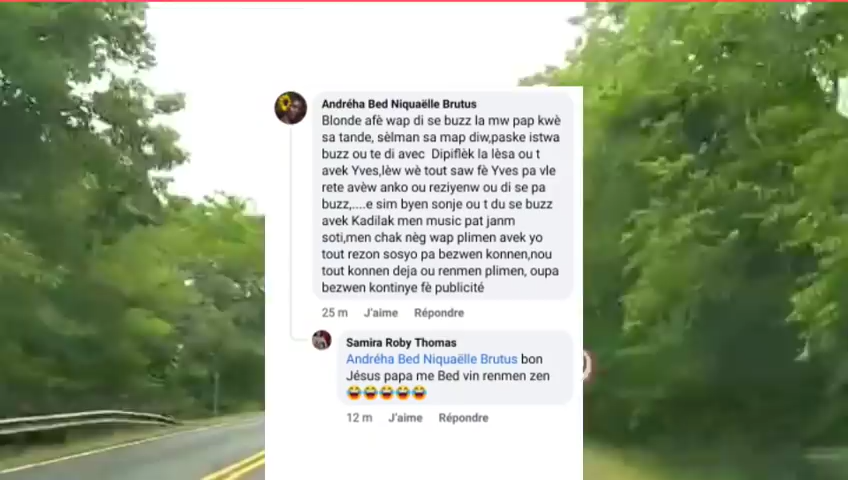 Andréha Bed Niquaëlle Brutus
Blonde afè wap di se buzz la mw pap kwè
sa tande, sèlman sa map diw,paske istwa
buzz ou te di avec Dipiflèk la lèsa ou t
avek Yves,lèw wè tout saw fè Yves pa vle
rete avèw anko ou reziyenw ou di se pa
buzz,....e sim byen sonje ou t du se buzz
avek Kadilak men music pat janm
soti,men chak nèg wap plimen avek yo
tout rezon sosyo pa bezwen konnen,nou
tout konnen deja ou renmen plimen, oupa
bezwen kontinye fè publicité
25 m J'aime Répondre
Samira Roby Thomas
Andréha Bed Niquaëlle Brutus bon
Jésus papa me Bed vin renmen zen
😂😂😂😂😂
12 m J'aime Répondre